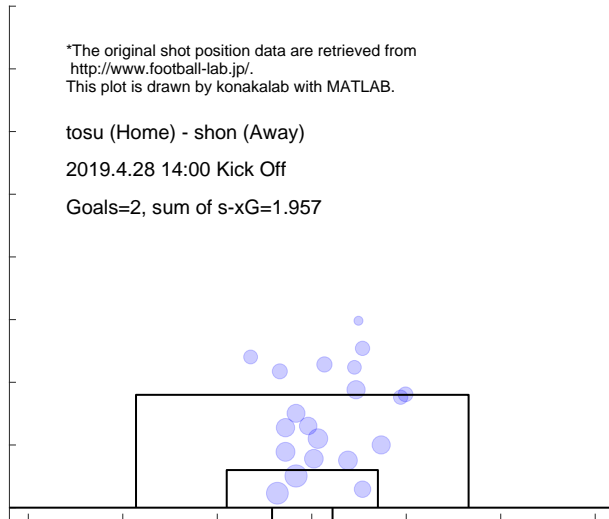 *The original shot position data are retrieved from
http://www.football-lab.jp/.
This plot is drawn by konakalab with MATLAB.
tosu (Home) - shon (Away)
2019.4.28 14:00 Kick Off
Goals=2, sum of s-xG=1.957